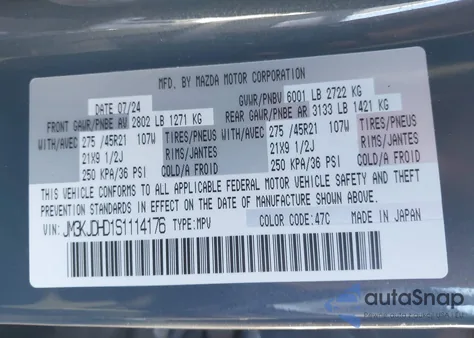 MFD. BY MAZDA MOTOR CORPORATION
DATE 07/24 GVWR/PNBV 6001 LB 2722 KG
FRONT GAWR/PNBE AV 2802 LB 1271 KG REAR GAWR/PNBE AR 3133 LB 1421 KG
WITH/AVEC 275 /45R21 107W TIRES/PNEUS WITH/AVEC 275 /45R21 107W TIRES/PNEUS
21X9 1/2J RIMS/JANTES 21X9 1/2J RIMS/JANTES
250 KPA/36 PSI COLD/A FROID 250 KPA/36 PSI COLD/A FROID
THIS VEHICLE CONFORMS TO ALL APPLICABLE FEDERAL MOTOR VEHICLE SAFETY AND THEFT
PREVENTION STANDARDS IN EFFECT ON THE DATE OF MANUFACTURE SHOWN ABOVE.
VIN: JM3KJDHD1S1114176 TYPE: MPV COLOR CODE: 47C MADE IN JAPAN
autoSnap